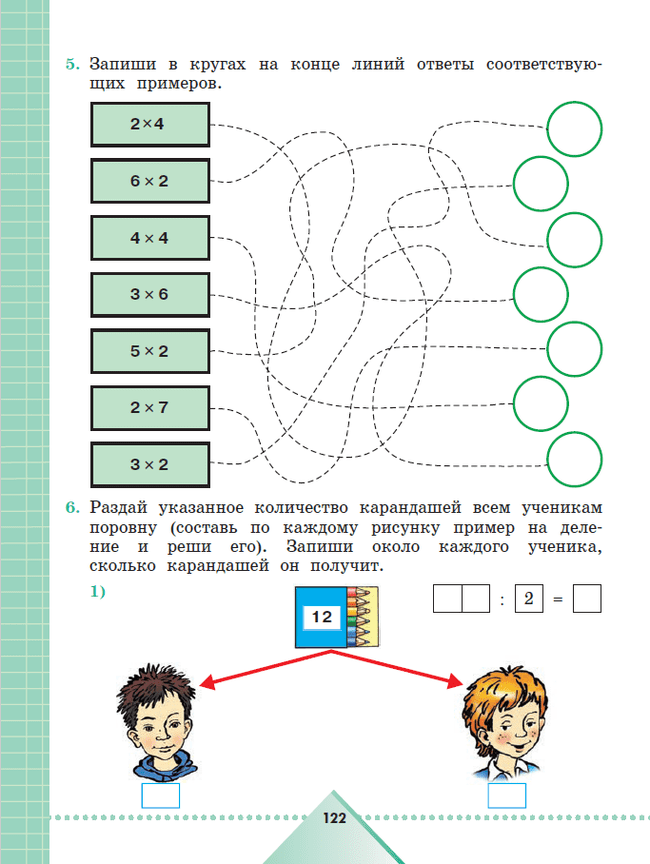 5. Запиши в кругах на конце линий ответы соответствую-
щих примеров.
2×4
6 × 2
4 × 4
3 × 6
5 × 2
2 × 7
3 × 2
6. Раздай указанное количество карандашей всем ученикам
поровну (составь по каждому рисунку пример на деле-
ние и реши его). Запиши около каждого ученика,
сколько карандашей он получит.
1)
12
: 2 =
122